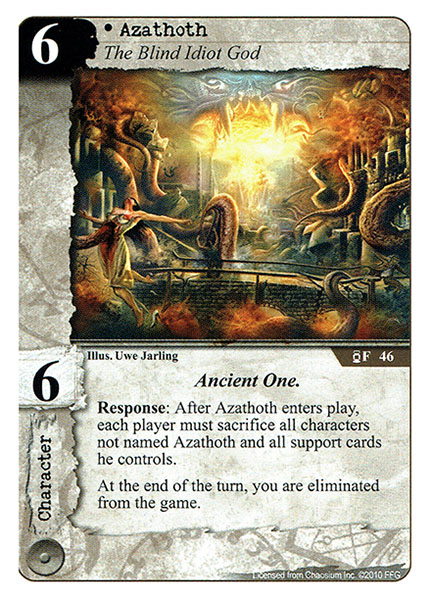 6
• Azathoth
The Blind Idiot God
Illus. Uwe Jarling
F 46
6
Character
Ancient One.
Response: After Azathoth enters play,
each player must sacrifice all characters
not named Azathoth and all support cards
he controls.
At the end of the turn, you are eliminated
from the game.
Licensed from Chaosium Inc. ©2010 FFG